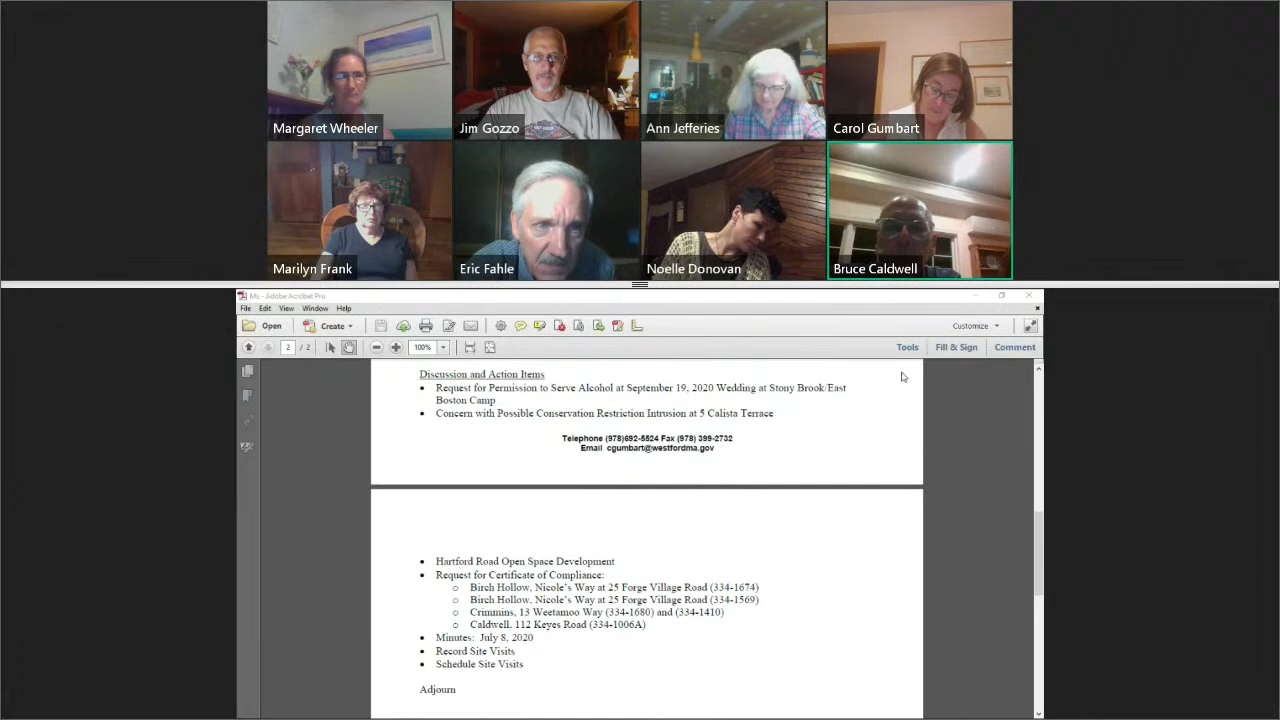 Margaret Wheeler
Jim Gozzo
Ann Jefferies
Carol Gumbart
Marilyn Frank
Eric Fahle
Noelle Donovan
Bruce Caldwell
- Adobe Acrobat Pro
File Edit View Window Help
Open Create Customize
2 / 2 100% Tools Fill & Sign Comment
Discussion and Action Items
• Request for Permission to Serve Alcohol at September 19, 2020 Wedding at Stony Brook/East
Boston Camp
• Concern with Possible Conservation Restriction Intrusion at 5 Calista Terrace
Telephone (978)692-5524 Fax (978) 399-2732
Email cgumbart@westfordma.gov
• Hartford Road Open Space Development
• Request for Certificate of Compliance:
o Birch Hollow, Nicole's Way at 25 Forge Village Road (334-1674)
o Birch Hollow, Nicole's Way at 25 Forge Village Road (334-1569)
o Crimmins, 13 Weetamoo Way (334-1680) and (334-1410)
o Caldwell, 112 Keyes Road (334-1006A)
• Minutes: July 8, 2020
• Record Site Visits
• Schedule Site Visits
Adjourn